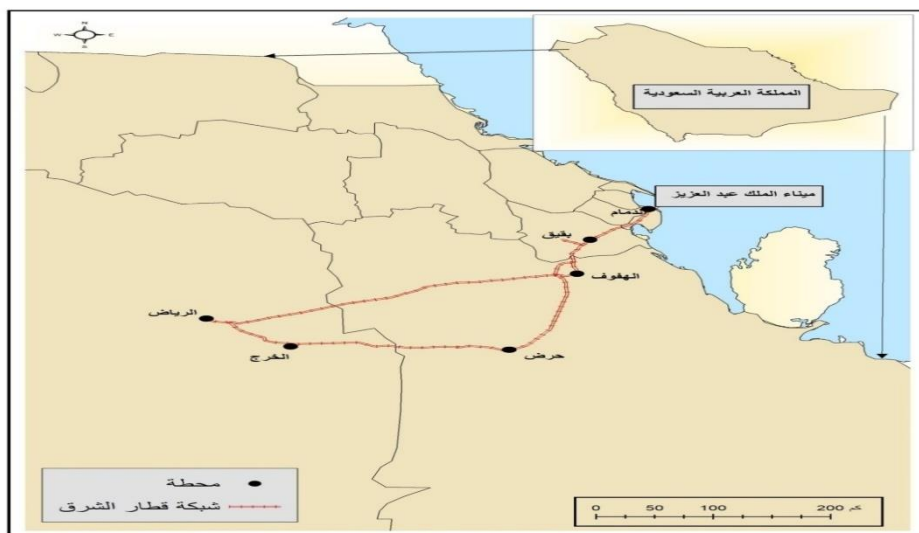 N
W
E
S
المملكة العربية السعودية
ميناء الملك عبد العزيز
الدمام
بقيق
الهفوف
الرياض
الخرج
حرض
محطة
شبكة قطار الشرق
0 50 100 200 كم